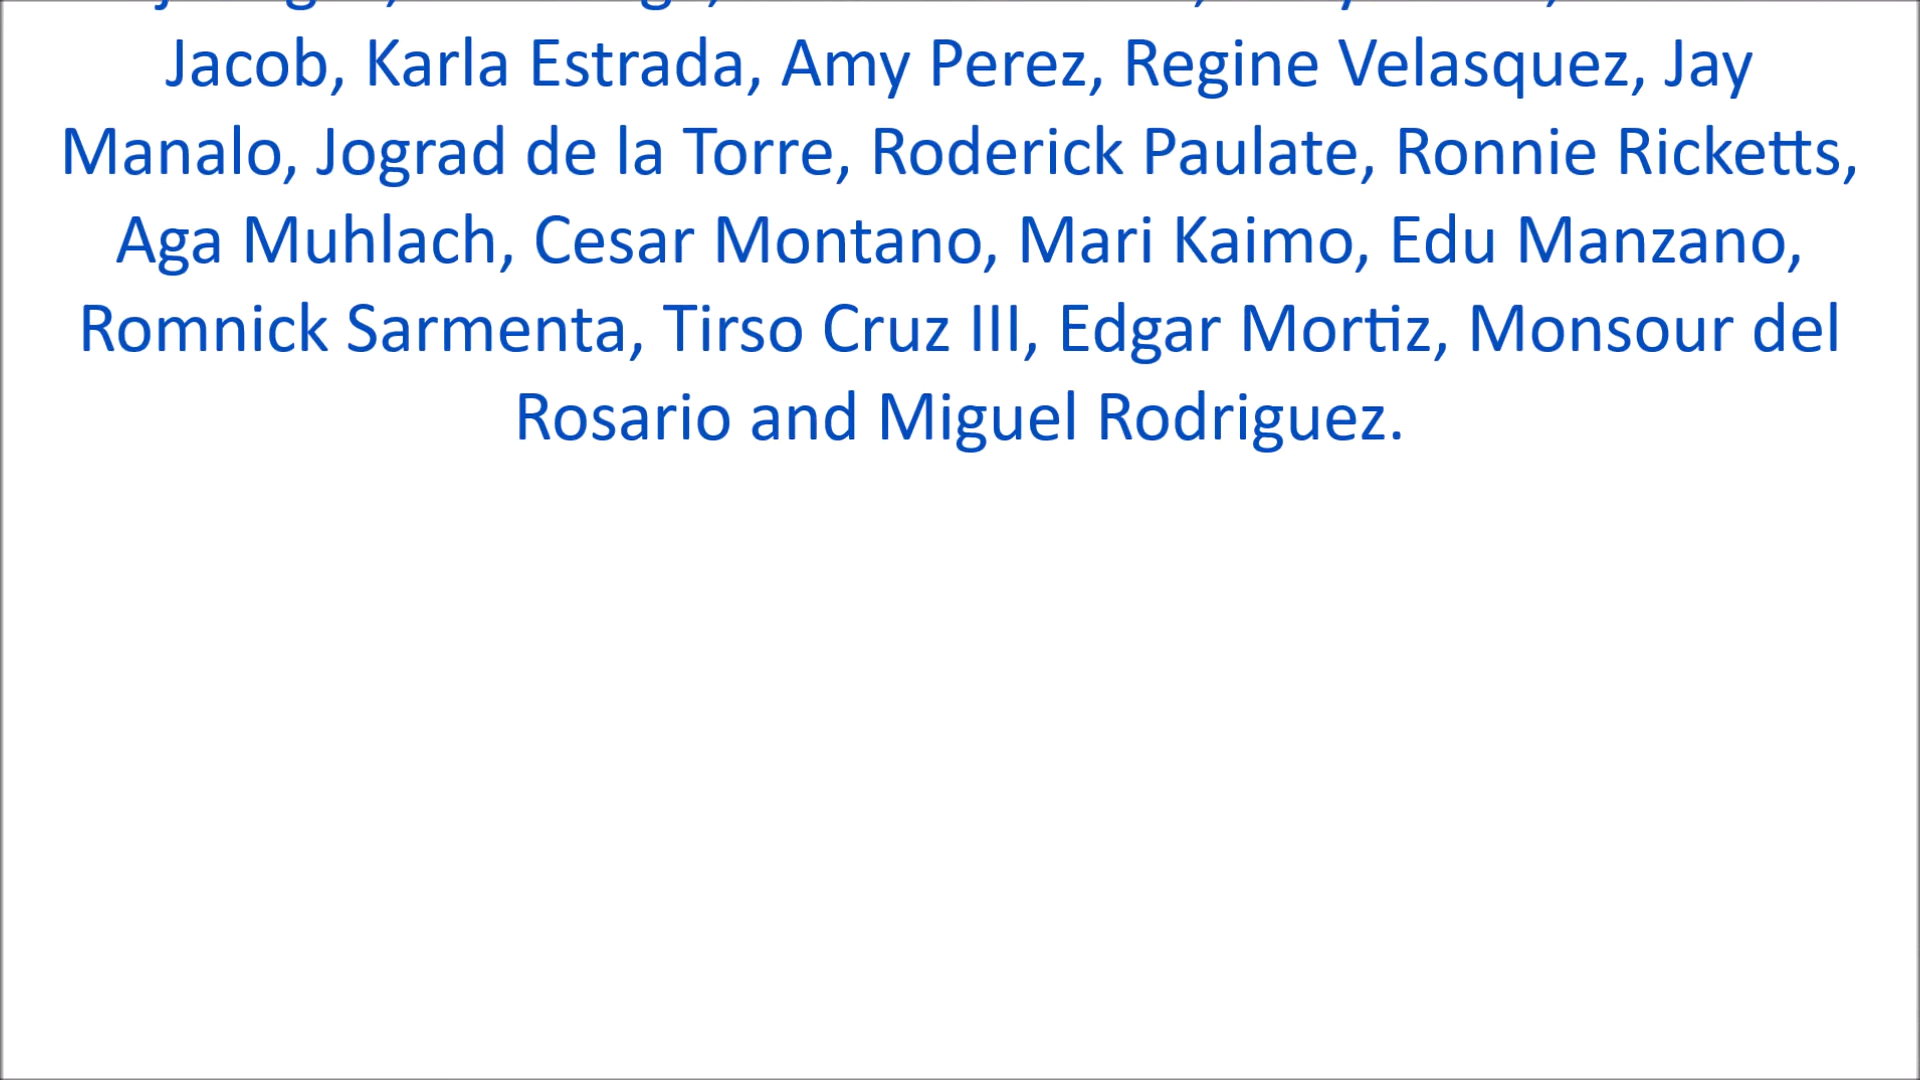 Jacob, Karla Estrada, Amy Perez, Regine Velasquez, Jay
Manalo, Jograd de la Torre, Roderick Paulate, Ronnie Ricketts,
Aga Muhlach, Cesar Montano, Mari Kaimo, Edu Manzano,
Romnick Sarmenta, Tirso Cruz III, Edgar Mortiz, Monsour del
Rosario and Miguel Rodriguez.